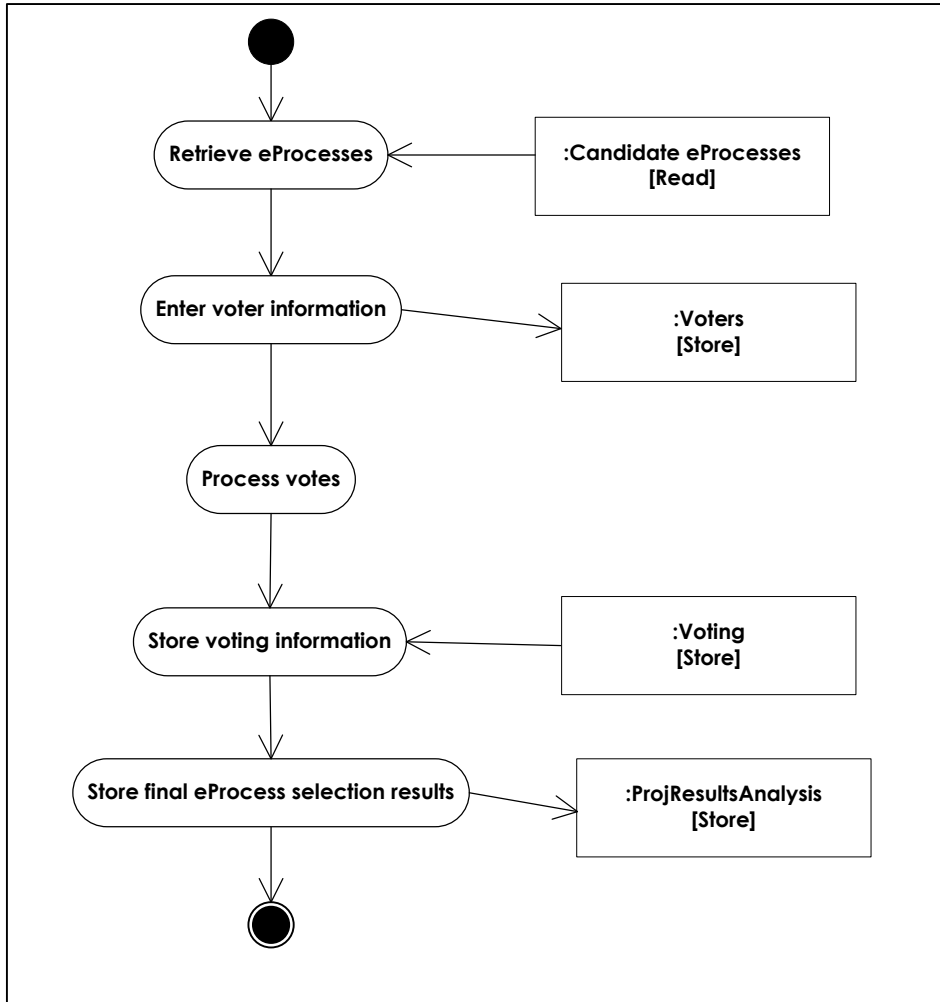 Retrieve eProcesses
:Candidate eProcesses
[Read]
Enter voter information
:Voters
[Store]
Process votes
Store voting information
:Voting
[Store]
Store final eProcess selection results
:ProjResultsAnalysis
[Store]